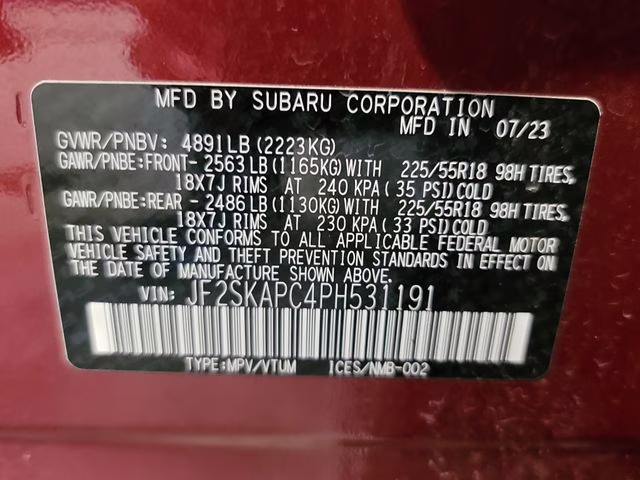 MFD BY SUBARU CORPORATION
MFD IN 07/23
GVWR/PNBV: 4891LB(2223KG)
GAWR/PNBE:FRONT-2563LB(1165KG)WITH 225/55R18 98H TIRES,
18X7J RIMS AT 240 KPA(35 PSI)COLD
GAWR/PNBE:REAR -2486LB(1130KG)WITH 225/55R18 98H TIRES,
18X7J RIMS AT 230 KPA(33 PSI)COLD
THIS VEHICLE CONFORMS TO ALL APPLICABLE FEDERAL MOTOR
VEHICLE SAFETY AND THEFT PREVENTION STANDARDS IN EFFECT
ON THE DATE OF MANUFACTURE SHOWN ABOVE.
VIN: JF2SKAPC4PH531191
TYPE:MPV/VTUM ICES/NMB-002